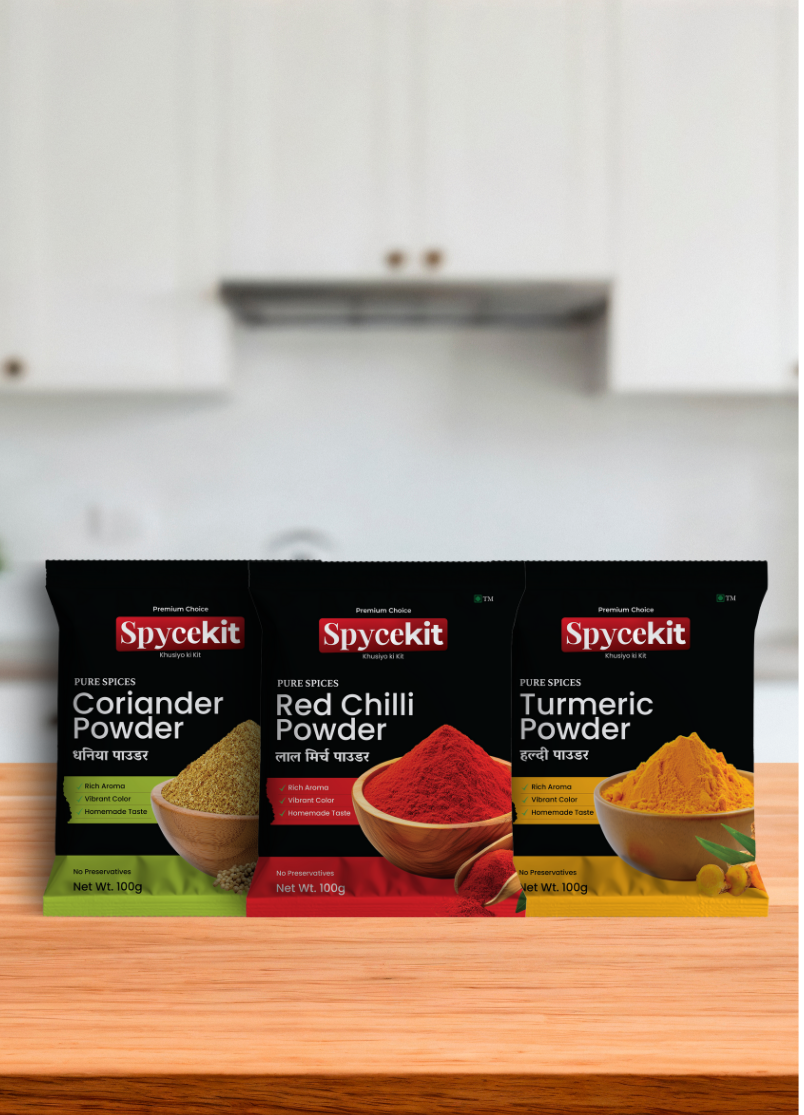 Premium Choice
Spycekit
Khusiyo ki Kit
PURE SPICES
Coriander
Powder
धनिया पाउडर
Rich Aroma
Vibrant Color
Homemade Taste
No Preservatives
Net Wt. 100g
TM
Premium Choice
Spycekit
Khusiyo ki Kit
PURE SPICES
Red Chilli
Powder
लाल मिर्च पाउडर
Rich Aroma
Vibrant Color
Homemade Taste
No Preservatives
Net Wt. 100g
TM
Premium Choice
Spycekit
Khusiyo ki Kit
PURE SPICES
Turmeric
Powder
हल्दी पाउडर
Rich Aroma
Vibrant Color
Homemade Taste
No Preservatives
Net Wt. 100g